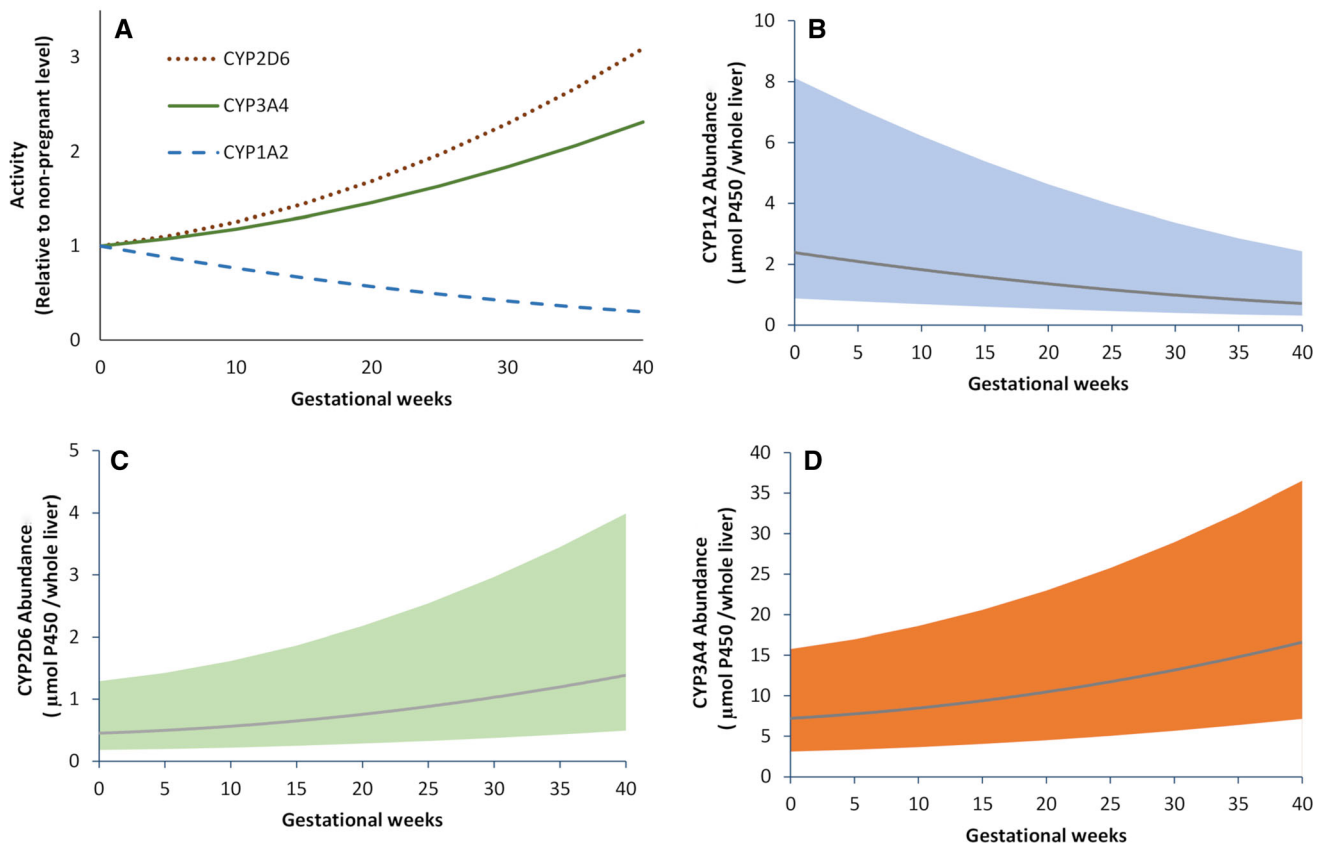 A
Activity
(Relative to non-pregnant level)
3
2
1
0
CYP2D6
CYP3A4
CYP1A2
0 10 20 30 40
Gestational weeks
B
CYP1A2 Abundance
( µmol P450 /whole liver)
10
8
6
4
2
0
0 5 10 15 20 25 30 35 40
Gestational weeks
C
CYP2D6 Abundance
( µmol P450 /whole liver)
5
4
3
2
1
0
0 5 10 15 20 25 30 35 40
Gestational weeks
D
CYP3A4 Abundance
( µmol P450 /whole liver)
40
35
30
25
20
15
10
5
0
0 5 10 15 20 25 30 35 40
Gestational weeks